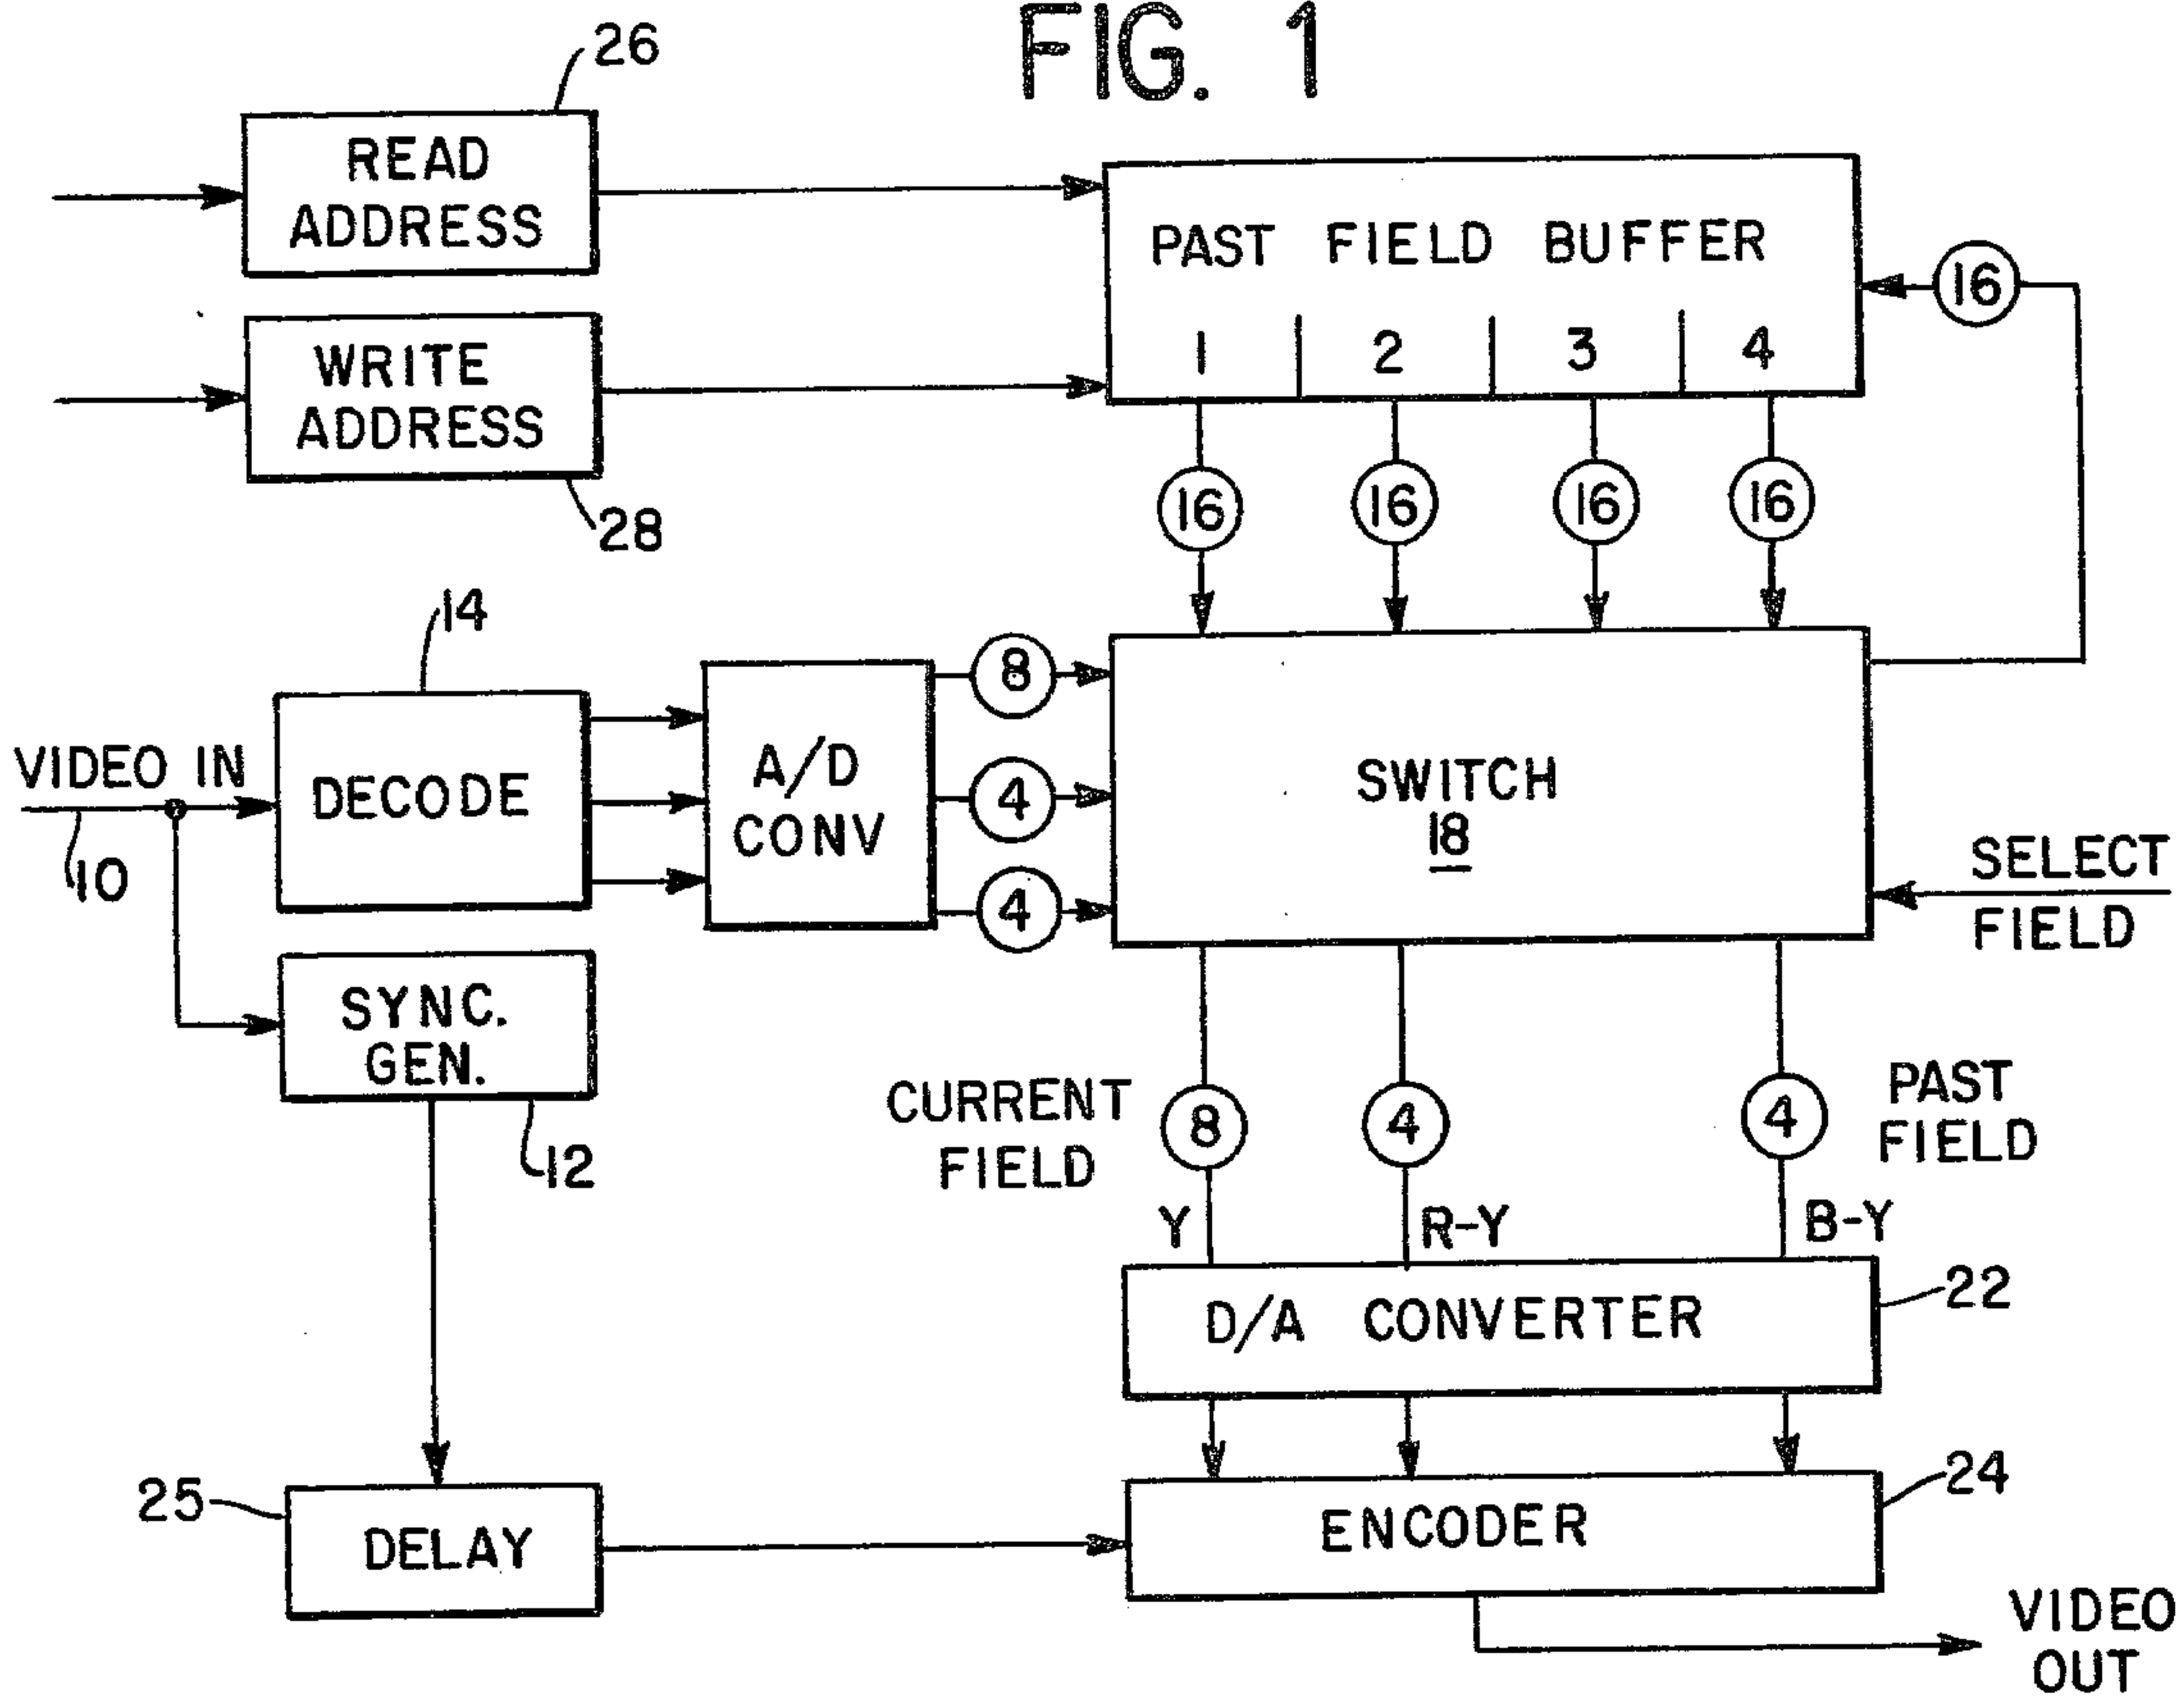 FIG. 1
26
READ
ADDRESS
PAST FIELD BUFFER
16
1 2 3 4
WRITE
ADDRESS
28
16 16 16 16
14
8
VIDEO IN
DECODE
A/D
CONV
4
4
SWITCH
18
10
SELECT
FIELD
SYNC.
GEN.
12
CURRENT
FIELD
8
4
4
PAST
FIELD
Y
R-Y
B-Y
D/A CONVERTER
22
25
DELAY
ENCODER
24
VIDEO
OUT